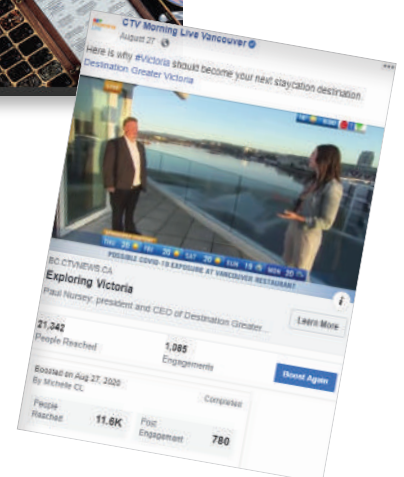 CTV Morning Live Vancouver
August 27
Here is why #Victoria should become your next staycation destination.
Destination Greater Victoria
THU 20 FRI 20 SAT 20 SUN 19 MON 20
POSSIBLE COVID-19 EXPOSURE AT VANCOUVER RESTAURANT
BC.CTVNEWS.CA
Exploring Victoria
Paul Nursey, president and CEO of Destination Greater...
Learn More
21,342
People Reached
1,085
Engagements
Boost Again
Boosted on Aug 27, 2020
By Michelle CL
Completed
People
Reached
11.6K
Post
Engagement
780